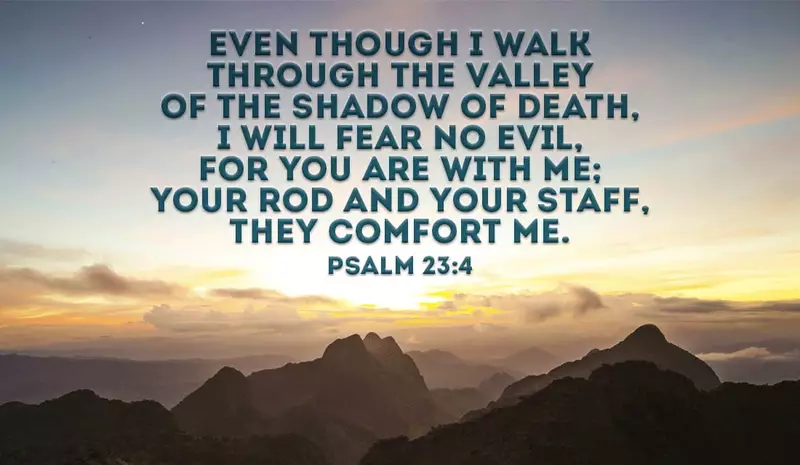 EVEN THOUGH I WALK
THROUGH THE VALLEY
OF THE SHADOW OF DEATH,
I WILL FEAR NO EVIL,
FOR YOU ARE WITH ME;
YOUR ROD AND YOUR STAFF,
THEY COMFORT ME.
PSALM 23:4